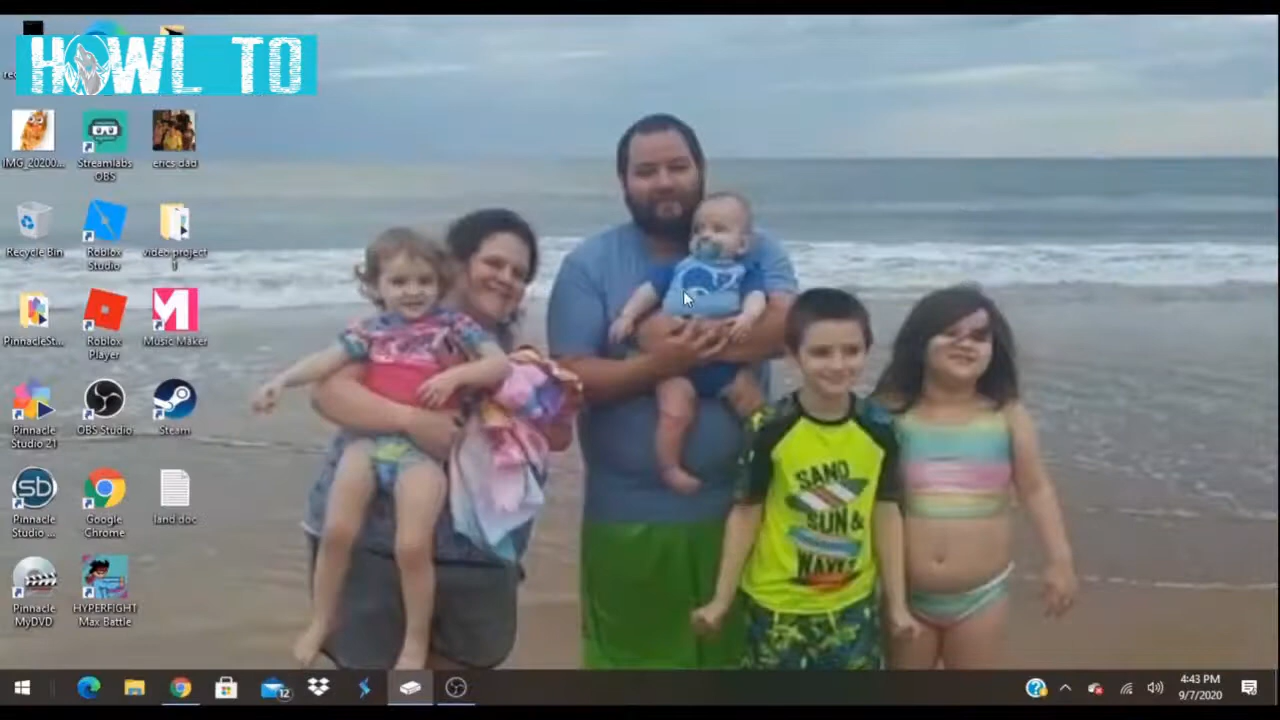 HOWL TO
IMG_20200...
Streamlabs
OBS
erics dad
Recycle Bin
Roblox
Studio
video project
1
PinnacleSt...
Roblox
Player
Music Maker
Pinnacle
Studio 21
OBS Studio
Steam
Pinnacle
Studio ...
Google
Chrome
land doc
Pinnacle
MyDVD
HYPERFIGHT
Max Battle
SAND
SUN &
WAVES
12
4:43 PM
9/7/2020